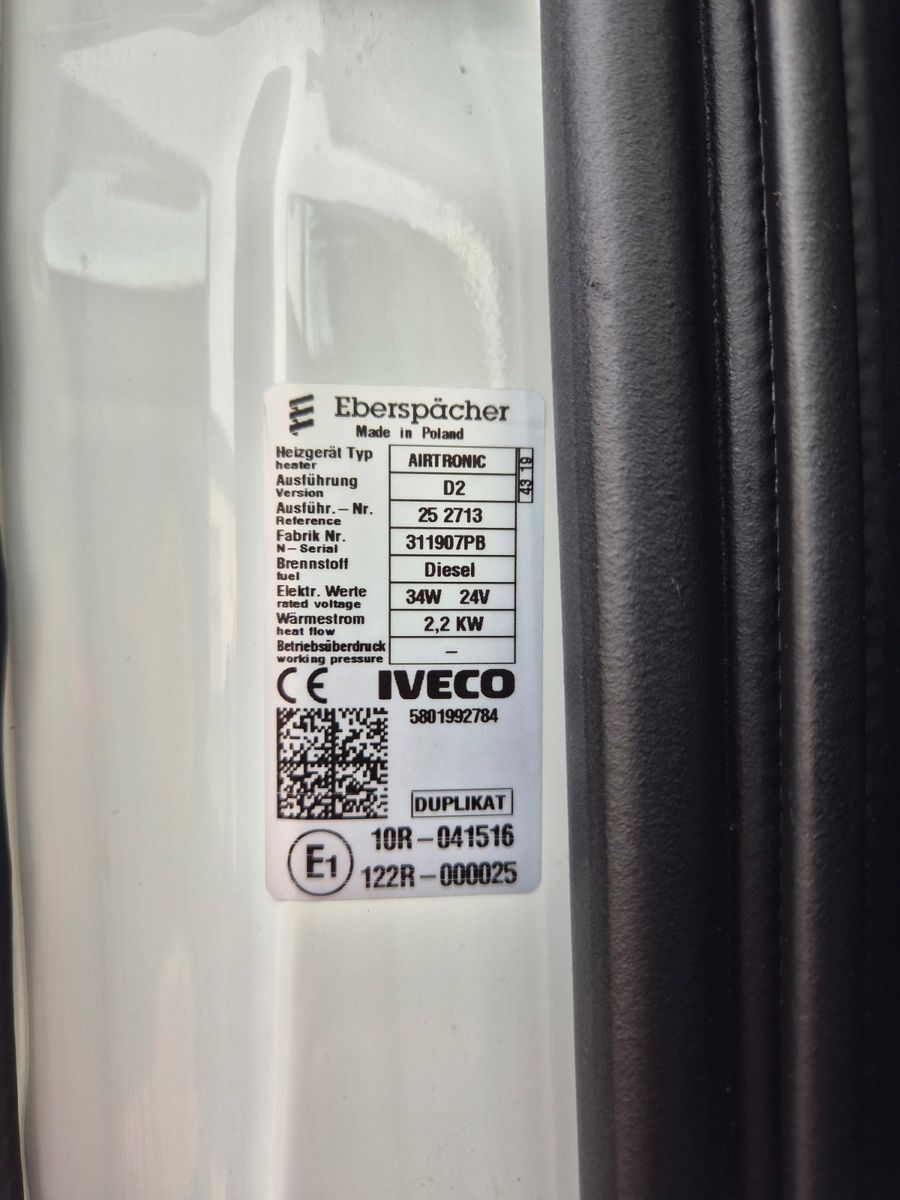 Eberspächer
Made in Poland
Heizgerät Typ
heater
AIRTRONIC
43 19
Ausführung
Version
D2
Ausführ.–Nr.
Reference
25 2713
Fabrik Nr.
N–Serial
311907PB
Brennstoff
fuel
Diesel
Elektr. Werte
rated voltage
34W 24V
Wärmestrom
heat flow
2,2 KW
Betriebsüberdruck
working pressure
–
CE IVECO
5801992784
DUPLIKAT
E1
10R–041516
122R–000025